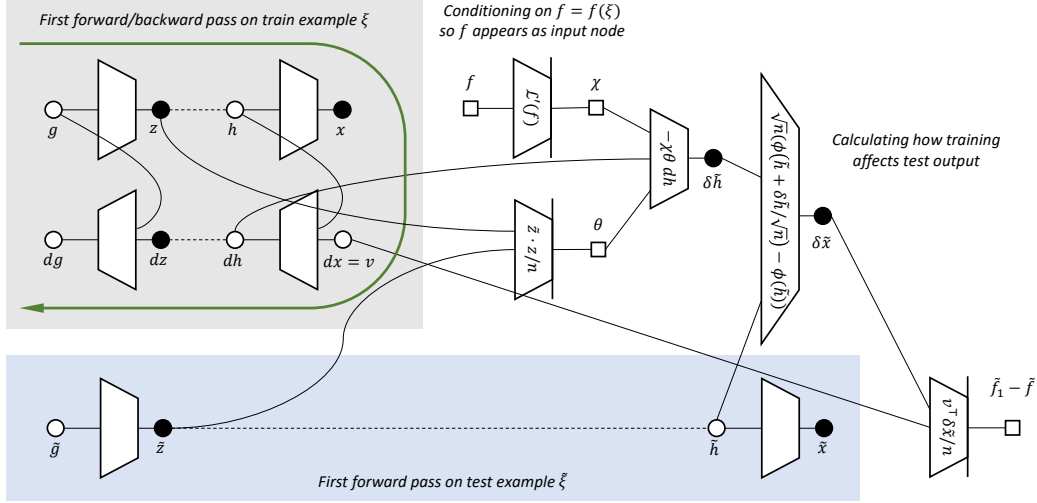 First forward/backward pass on train example ξ
Conditioning on f = f(ξ)
so f appears as input node
g
z
h
x
dg
dz
dh
dx = v
f
ℒ′(f)
χ
−χθ dh
δh̃
z̃ · z/n
θ
√n(ϕ(h̃ + δh̃/√n) − ϕ(h̃))
Calculating how training
affects test output
δx̃
g̃
z̃
h̃
x̃
v⊤δx̃/n
f̃₁ − f̃
First forward pass on test example ξ̃